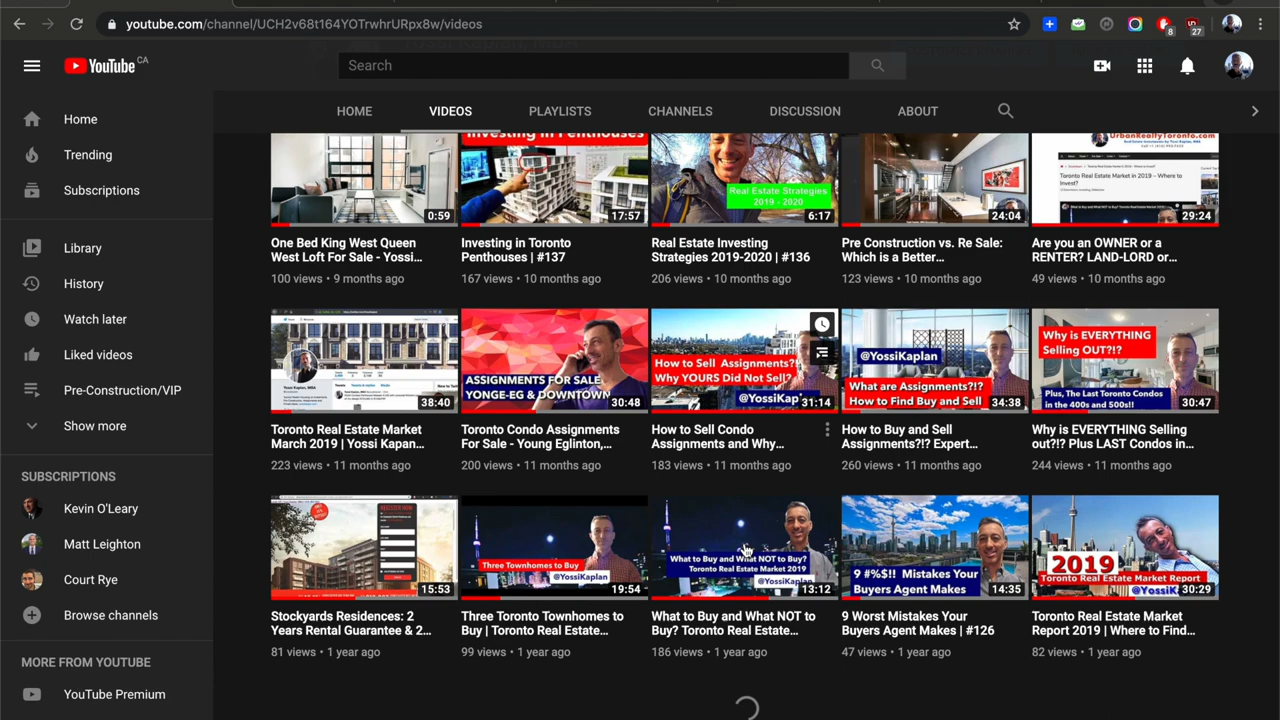 youtube.com/channel/UCH2v68t164YOTrwhrURpx8w/videos
8
27
YouTube CA
Search
HOME VIDEOS PLAYLISTS CHANNELS DISCUSSION ABOUT
Home
Trending
Subscriptions
Library
History
Watch later
Liked videos
Show more
SUBSCRIPTIONS
Kevin O'Leary
Matt Leighton
Court Rye
Browse channels
MORE FROM YOUTUBE
YouTube Premium
0:59
One Bed King West Queen
West Loft For Sale - Yossi...
100 views • 9 months ago
Investing in Penthouses
17:57
Investing in Toronto
Penthouses | #137
167 views • 10 months ago
Real Estate Strategies
2019 - 2020
6:17
Real Estate Investing
Strategies 2019-2020 | #136
206 views • 10 months ago
24:04
Pre Construction vs. Re Sale:
Which is a Better...
123 views • 10 months ago
UrbanRealtyToronto.com
Toronto Real Estate Market in 2019 – Where to
Invest?
29:24
Are you an OWNER or a
RENTER? LAND-LORD or...
49 views • 10 months ago
38:40
Toronto Real Estate Market
March 2019 | Yossi Kapan...
223 views • 11 months ago
ASSIGNMENTS FOR SALE
YONGE-EG & DOWNTOWN
30:48
Toronto Condo Assignments
For Sale - Young Eglinton,...
200 views • 11 months ago
How to Sell Assignments?!
Why YOURS Did Not Sell?
@YossiKap
31:14
How to Sell Condo
Assignments and Why...
183 views • 11 months ago
@YossiKaplan
What are Assignments?!?
How to Find Buy and Sell
34:38
How to Buy and Sell
Assignments?!? Expert...
260 views • 11 months ago
Why is EVERYTHING
Selling OUT?!?
Plus, The Last Toronto Condos
in the 400s and 500s!!
30:47
Why is EVERYTHING Selling
out?!? Plus LAST Condos in...
244 views • 11 months ago
REGISTER NOW
15:53
Stockyards Residences: 2
Years Rental Guarantee & 2...
81 views • 1 year ago
Three Townhomes to Buy
@YossiKaplan
19:54
Three Toronto Townhomes to
Buy | Toronto Real Estate...
99 views • 1 year ago
What to Buy and What NOT to Buy?
Toronto Real Estate Market 2019
@YossiKaplan
13:12
What to Buy and What NOT to
Buy? Toronto Real Estate...
186 views • 1 year ago
9 #%$!! Mistakes Your
Buyers Agent Makes
14:35
9 Worst Mistakes Your
Buyers Agent Makes | #126
47 views • 1 year ago
2019
Toronto Real Estate Market Report
@YossiK
30:29
Toronto Real Estate Market
Report 2019 | Where to Find...
82 views • 1 year ago